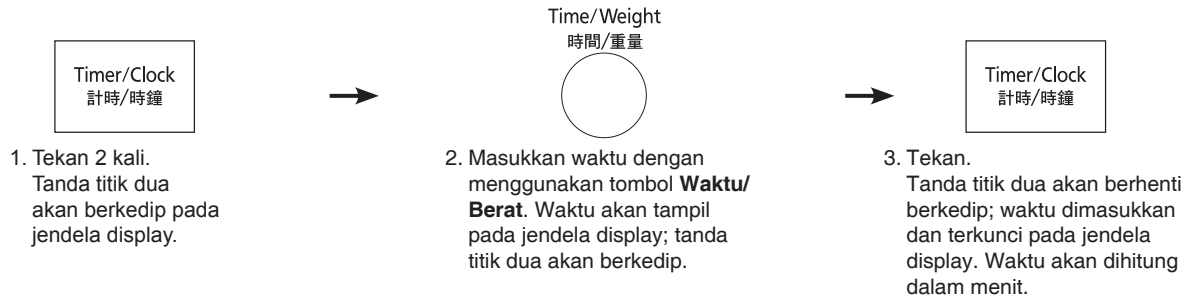 Timer/Clock
計時/時鐘
1. Tekan 2 kali.
Tanda titik dua
akan berkedip pada
jendela display.
Time/Weight
時間/重量
2. Masukkan waktu dengan
menggunakan tombol Waktu/
Berat. Waktu akan tampil
pada jendela display; tanda
titik dua akan berkedip.
Timer/Clock
計時/時鐘
3. Tekan.
Tanda titik dua akan berhenti
berkedip; waktu dimasukkan
dan terkunci pada jendela
display. Waktu akan dihitung
dalam menit.